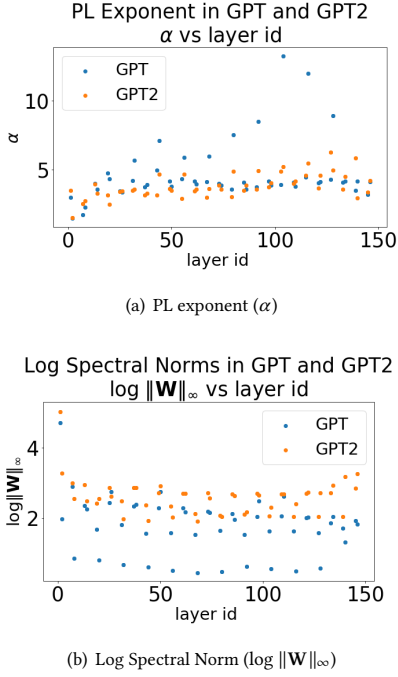 PL Exponent in GPT and GPT2
α vs layer id
GPT
GPT2
10
5
α
0
50
100
150
layer id
(a) PL exponent (α)
Log Spectral Norms in GPT and GPT2
log ‖W‖∞ vs layer id
GPT
GPT2
4
2
log‖W‖∞
0
50
100
150
layer id
(b) Log Spectral Norm (log ‖W‖∞)